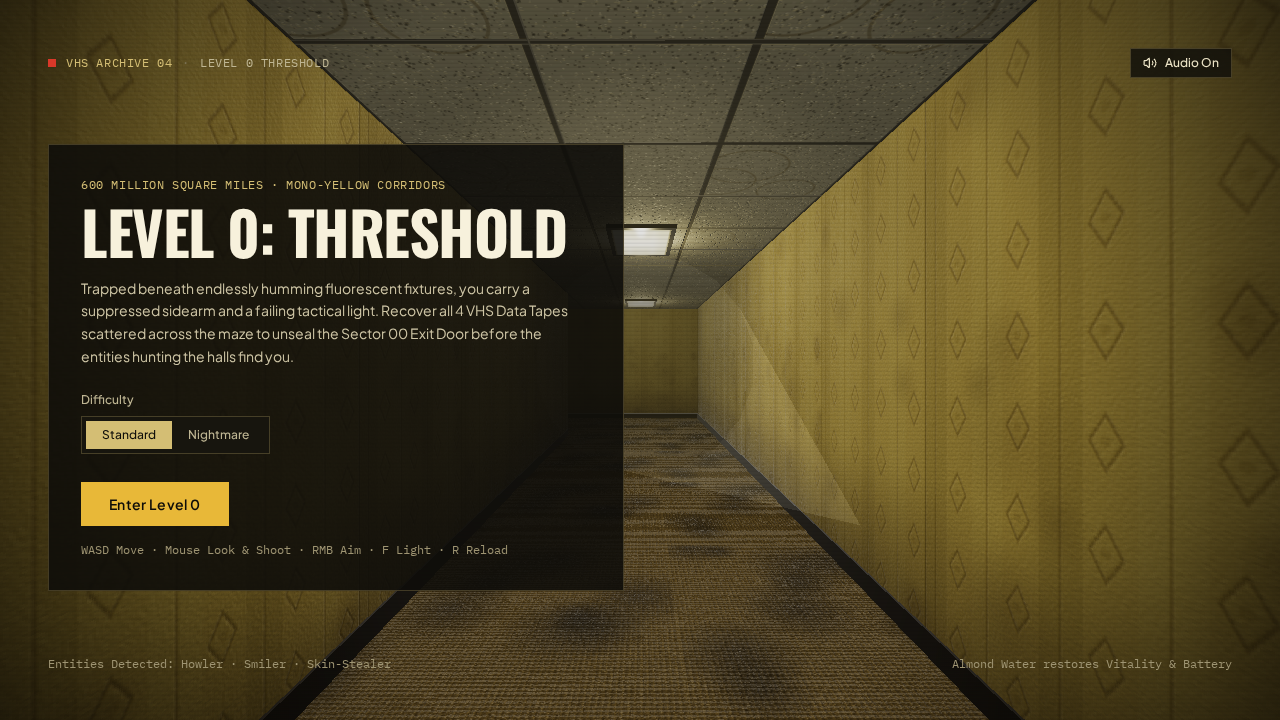 VHS ARCHIVE 04 · LEVEL 0 THRESHOLD
Audio On
600 MILLION SQUARE MILES · MONO-YELLOW CORRIDORS
LEVEL 0: THRESHOLD
Trapped beneath endlessly humming fluorescent fixtures, you carry a
suppressed sidearm and a failing tactical light. Recover all 4 VHS Data Tapes
scattered across the maze to unseal the Sector 00 Exit Door before the
entities hunting the halls find you.
Difficulty
Standard
Nightmare
Enter Level 0
WASD Move · Mouse Look & Shoot · RMB Aim · F Light · R Reload
Entities Detected: Howler · Smiler · Skin-Stealer
Almond Water restores Vitality & Battery